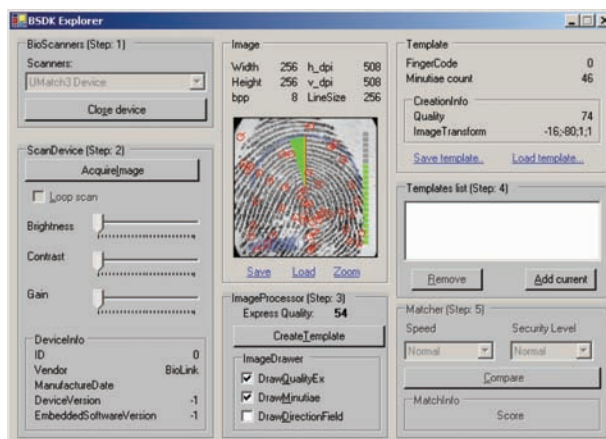 BSDK Explorer
BioScanners (Step: 1)
Scanners:
UMatch3 Device
Close device
ScanDevice (Step: 2)
AcquireImage
Loop scan
Brightness
Contrast
Gain
DeviceInfo
ID 0
Vendor BioLink
ManufactureDate
DeviceVersion -1
EmbeddedSoftwareVersion -1
Image
Width 256 h_dpi 508
Height 256 v_dpi 508
bpp 8 LineSize 256
Save Load Zoom
ImageProcessor (Step: 3)
Express Quality: 54
CreateTemplate
ImageDrawer
DrawQualityEx
DrawMinutiae
DrawDirectionField
Template
FingerCode 0
Minutiae count 46
CreationInfo
Quality 74
ImageTransform -16;-80;1;1
Save template.. Load template...
Templates list (Step: 4)
Remove Add current
Matcher (Step: 5)
Speed Security Level
Normal Normal
Compare
MatchInfo
Score